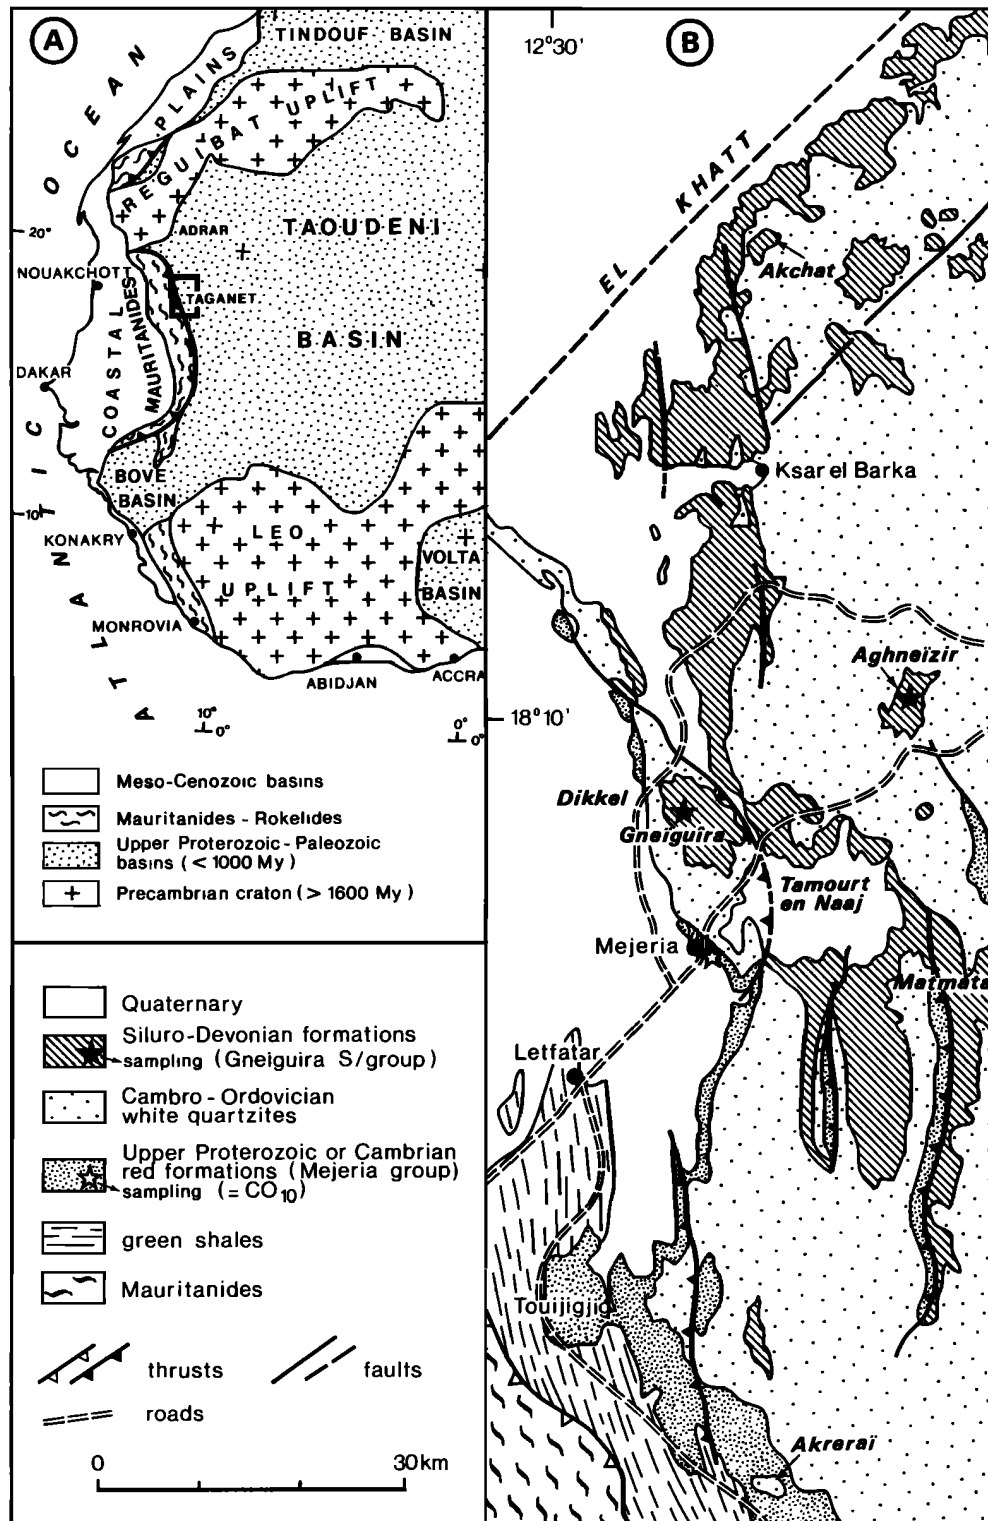 A
TINDOUF BASIN
OCEAN
PLAINS
REGUIBAT UPLIFT
TAOUDENI
ADRAR
20°
NOUAKCHOTT
TAGANET
COASTAL
MAURITANIDES
BASIN
DAKAR
BOVE
BASIN
10°
KONAKRY
LEO
UPLIFT
VOLTA
BASIN
MONROVIA
ATLANTIC
ABIDJAN
ACCRA
10°
0°
0°
0°
Meso-Cenozoic basins
Mauritanides - Rokelides
Upper Proterozoic - Paleozoic
basins (< 1000 My)
Precambrian craton (> 1600 My)
Quaternary
Siluro-Devonian formations
sampling (Gneiguira S/group)
Cambro-Ordovician
white quartzites
Upper Proterozoic or Cambrian
red formations (Mejeria group)
sampling (= CO10)
green shales
Mauritanides
thrusts
faults
roads
0
30km
12°30'
B
EL KHATT
Akchat
Ksar el Barka
Aghneïzir
18°10'
Dikkel
Gneiguira
Tamourt
en Naaj
Mejeria
Matmata
Letfatar
Touijigjig
Akreraï